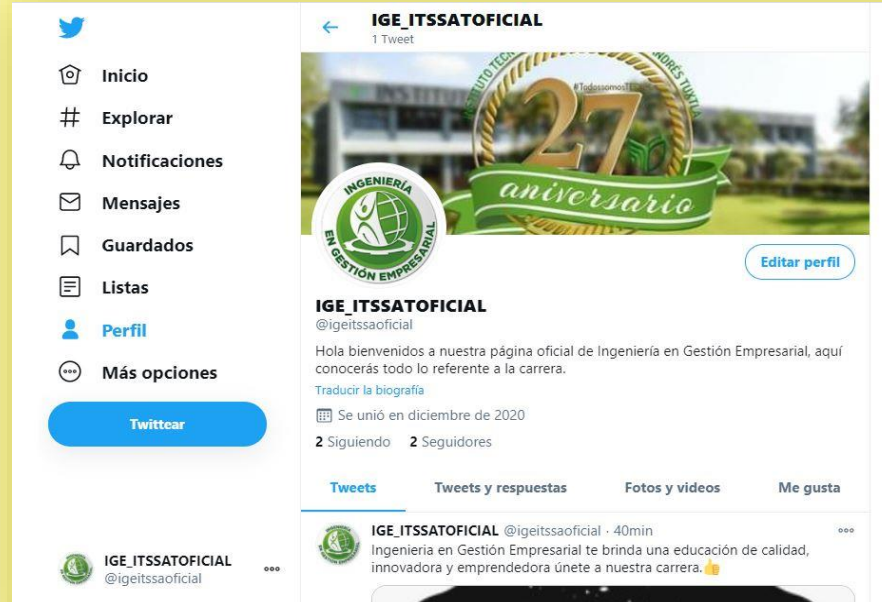 IGE_ITSSATOFICIAL
1 Tweet
Inicio
Explorar
Notificaciones
Mensajes
Guardados
Listas
Perfil
Más opciones
Twittear
IGE_ITSSATOFICIAL
@igeitssaoficial
INSTITUTO TECN
ANDRÉS TUXTLA
#TodossomosTEC
27
aniversario
INGENIERÍA
EN GESTIÓN EMPRESARIAL
Editar perfil
IGE_ITSSATOFICIAL
@igeitssaoficial
Hola bienvenidos a nuestra página oficial de Ingeniería en Gestión Empresarial, aquí
conocerás todo lo referente a la carrera.
Traducir la biografía
Se unió en diciembre de 2020
2 Siguiendo 2 Seguidores
Tweets Tweets y respuestas Fotos y videos Me gusta
IGE_ITSSATOFICIAL @igeitssaoficial · 40min
Ingenieria en Gestión Empresarial te brinda una educación de calidad,
innovadora y emprendedora únete a nuestra carrera.👍